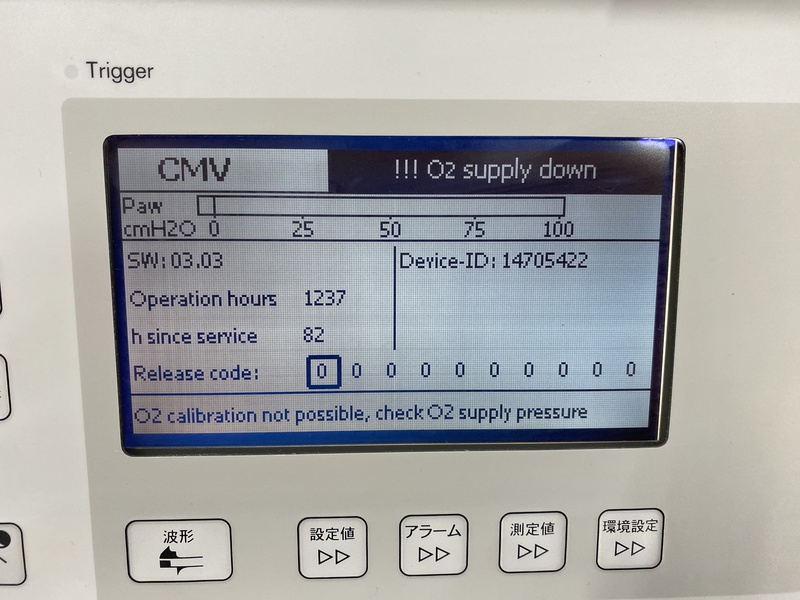 Trigger
CMV !!! O2 supply down
Paw
cmH2O 0 25 50 75 100
SW: 03.03 Device-ID: 14705422
Operation hours 1237
h since service 82
Release code: 0 0 0 0 0 0 0 0 0 0
O2 calibration not possible, check O2 supply pressure
波形 設定値 アラーム 測定値 環境設定